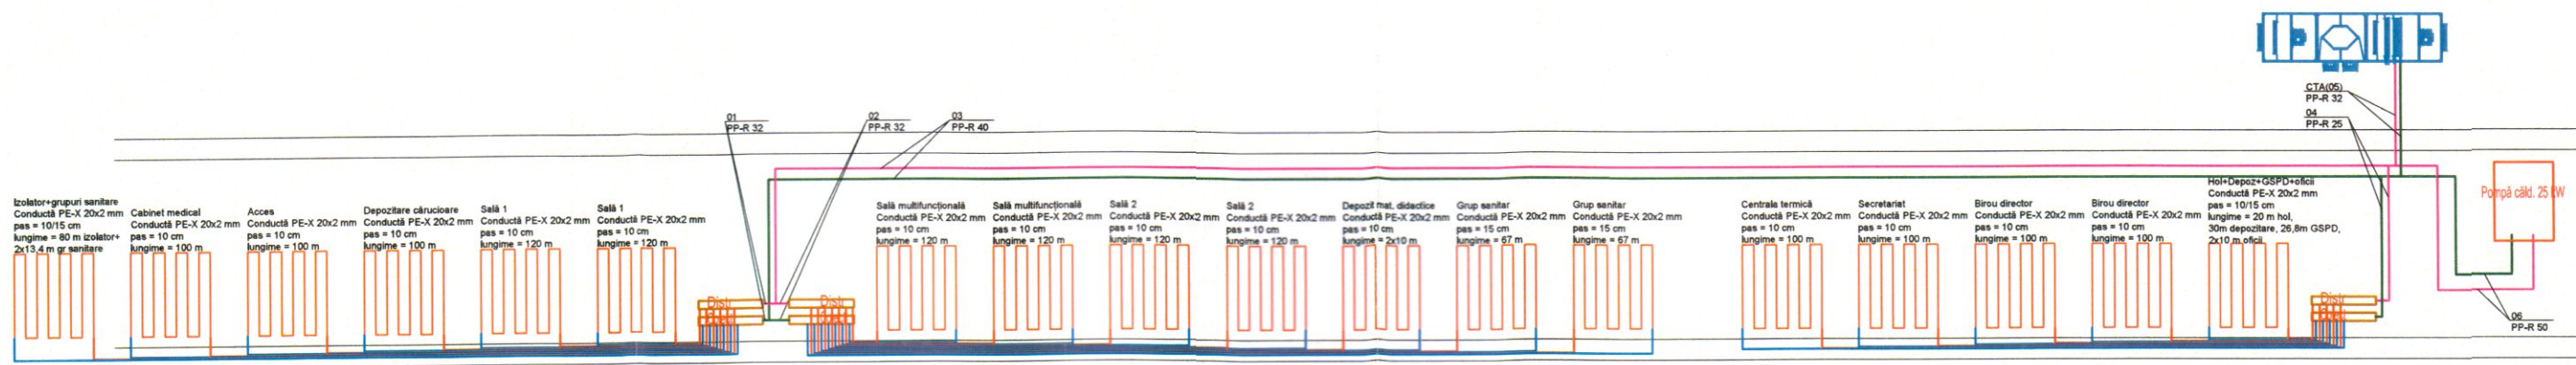 CTA(05)
PP-R 32
04
PP-R 25
01
PP-R 32
02
PP-R 32
03
PP-R 40
Pompă căld. 25 kW
06
PP-R 50
Izolator+grupuri sanitare
Conductă PE-X 20x2 mm
pas = 10/15 cm
lungime = 80 m izolator+
2x13,4 m gr sanitare
Cabinet medical
Conductă PE-X 20x2 mm
pas = 10 cm
lungime = 100 m
Acces
Conductă PE-X 20x2 mm
pas = 10 cm
lungime = 100 m
Depozitare cărucioare
Conductă PE-X 20x2 mm
pas = 10 cm
lungime = 100 m
Sală 1
Conductă PE-X 20x2 mm
pas = 10 cm
lungime = 120 m
Sală 1
Conductă PE-X 20x2 mm
pas = 10 cm
lungime = 120 m
Distr
Distr
Sală multifuncțională
Conductă PE-X 20x2 mm
pas = 10 cm
lungime = 120 m
Sală multifuncțională
Conductă PE-X 20x2 mm
pas = 10 cm
lungime = 120 m
Sală 2
Conductă PE-X 20x2 mm
pas = 10 cm
lungime = 120 m
Sală 2
Conductă PE-X 20x2 mm
pas = 10 cm
lungime = 120 m
Depozit mat. didactice
Conductă PE-X 20x2 mm
pas = 10 cm
lungime = 2x10 m
Grup sanitar
Conductă PE-X 20x2 mm
pas = 15 cm
lungime = 67 m
Grup sanitar
Conductă PE-X 20x2 mm
pas = 15 cm
lungime = 67 m
Centrala termică
Conductă PE-X 20x2 mm
pas = 10 cm
lungime = 100 m
Secretariat
Conductă PE-X 20x2 mm
pas = 10 cm
lungime = 100 m
Birou director
Conductă PE-X 20x2 mm
pas = 10 cm
lungime = 100 m
Birou director
Conductă PE-X 20x2 mm
pas = 10 cm
lungime = 100 m
Hol+Depoz+GSPD+oficii
Conductă PE-X 20x2 mm
pas = 10/15 cm
lungime = 20 m hol,
30m depozitare, 26,8m GSPD,
2x10 m oficii
Distr